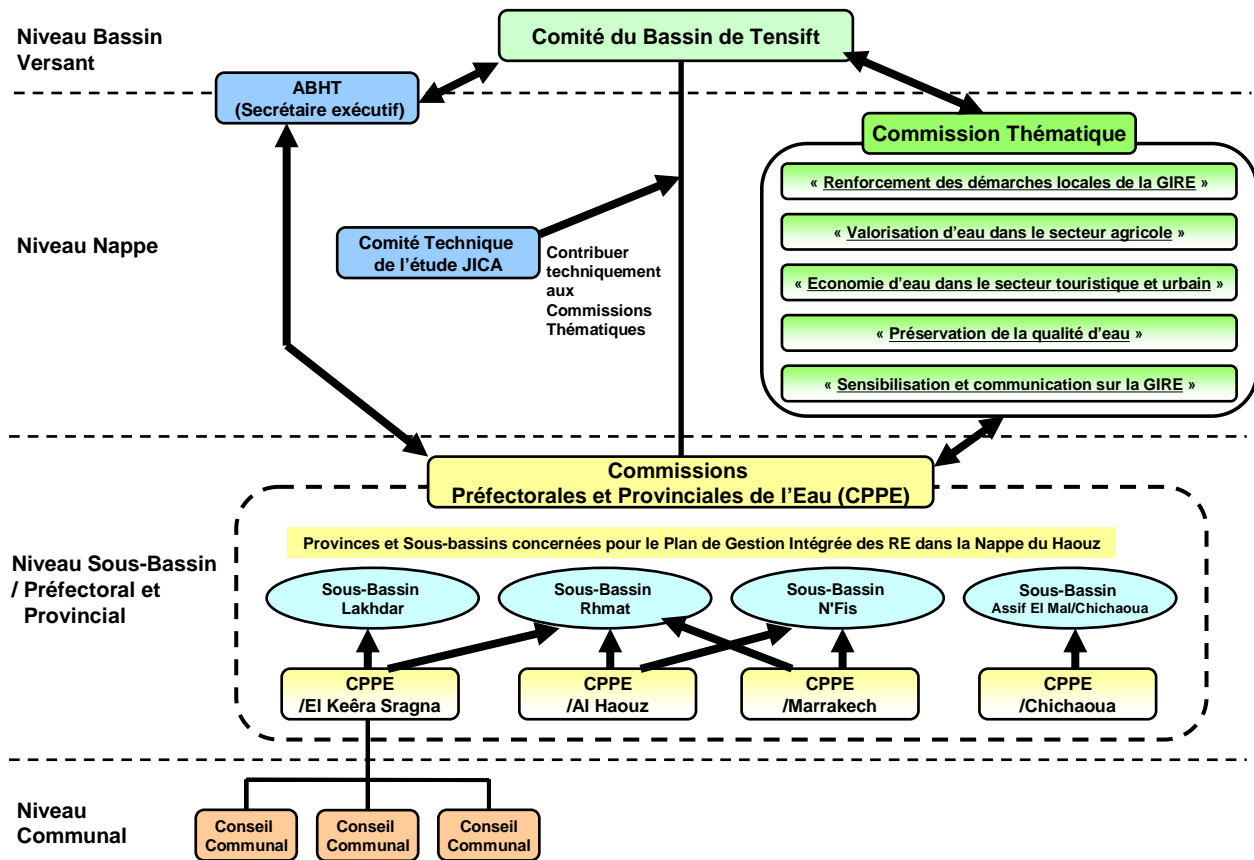 Niveau Bassin
Versant
Comité du Bassin de Tensift
ABHT
(Secrétaire exécutif)
Commission Thématique
« Renforcement des démarches locales de la GIRE »
« Valorisation d'eau dans le secteur agricole »
« Economie d'eau dans le secteur touristique et urbain »
« Préservation de la qualité d'eau »
« Sensibilisation et communication sur la GIRE »
Niveau Nappe
Comité Technique
de l'étude JICA
Contribuer
techniquement
aux
Commissions
Thématiques
Commissions
Préfectorales et Provinciales de l'Eau (CPPE)
Niveau Sous-Bassin
/ Préfectoral et
Provincial
Provinces et Sous-bassins concernées pour le Plan de Gestion Intégrée des RE dans la Nappe du Haouz
Sous-Bassin
Lakhdar
Sous-Bassin
Rhmat
Sous-Bassin
N'Fis
Sous-Bassin
Assif El Mal/Chichaoua
CPPE
/El Keêra Sragna
CPPE
/Al Haouz
CPPE
/Marrakech
CPPE
/Chichaoua
Niveau
Communal
Conseil
Communal
Conseil
Communal
Conseil
Communal